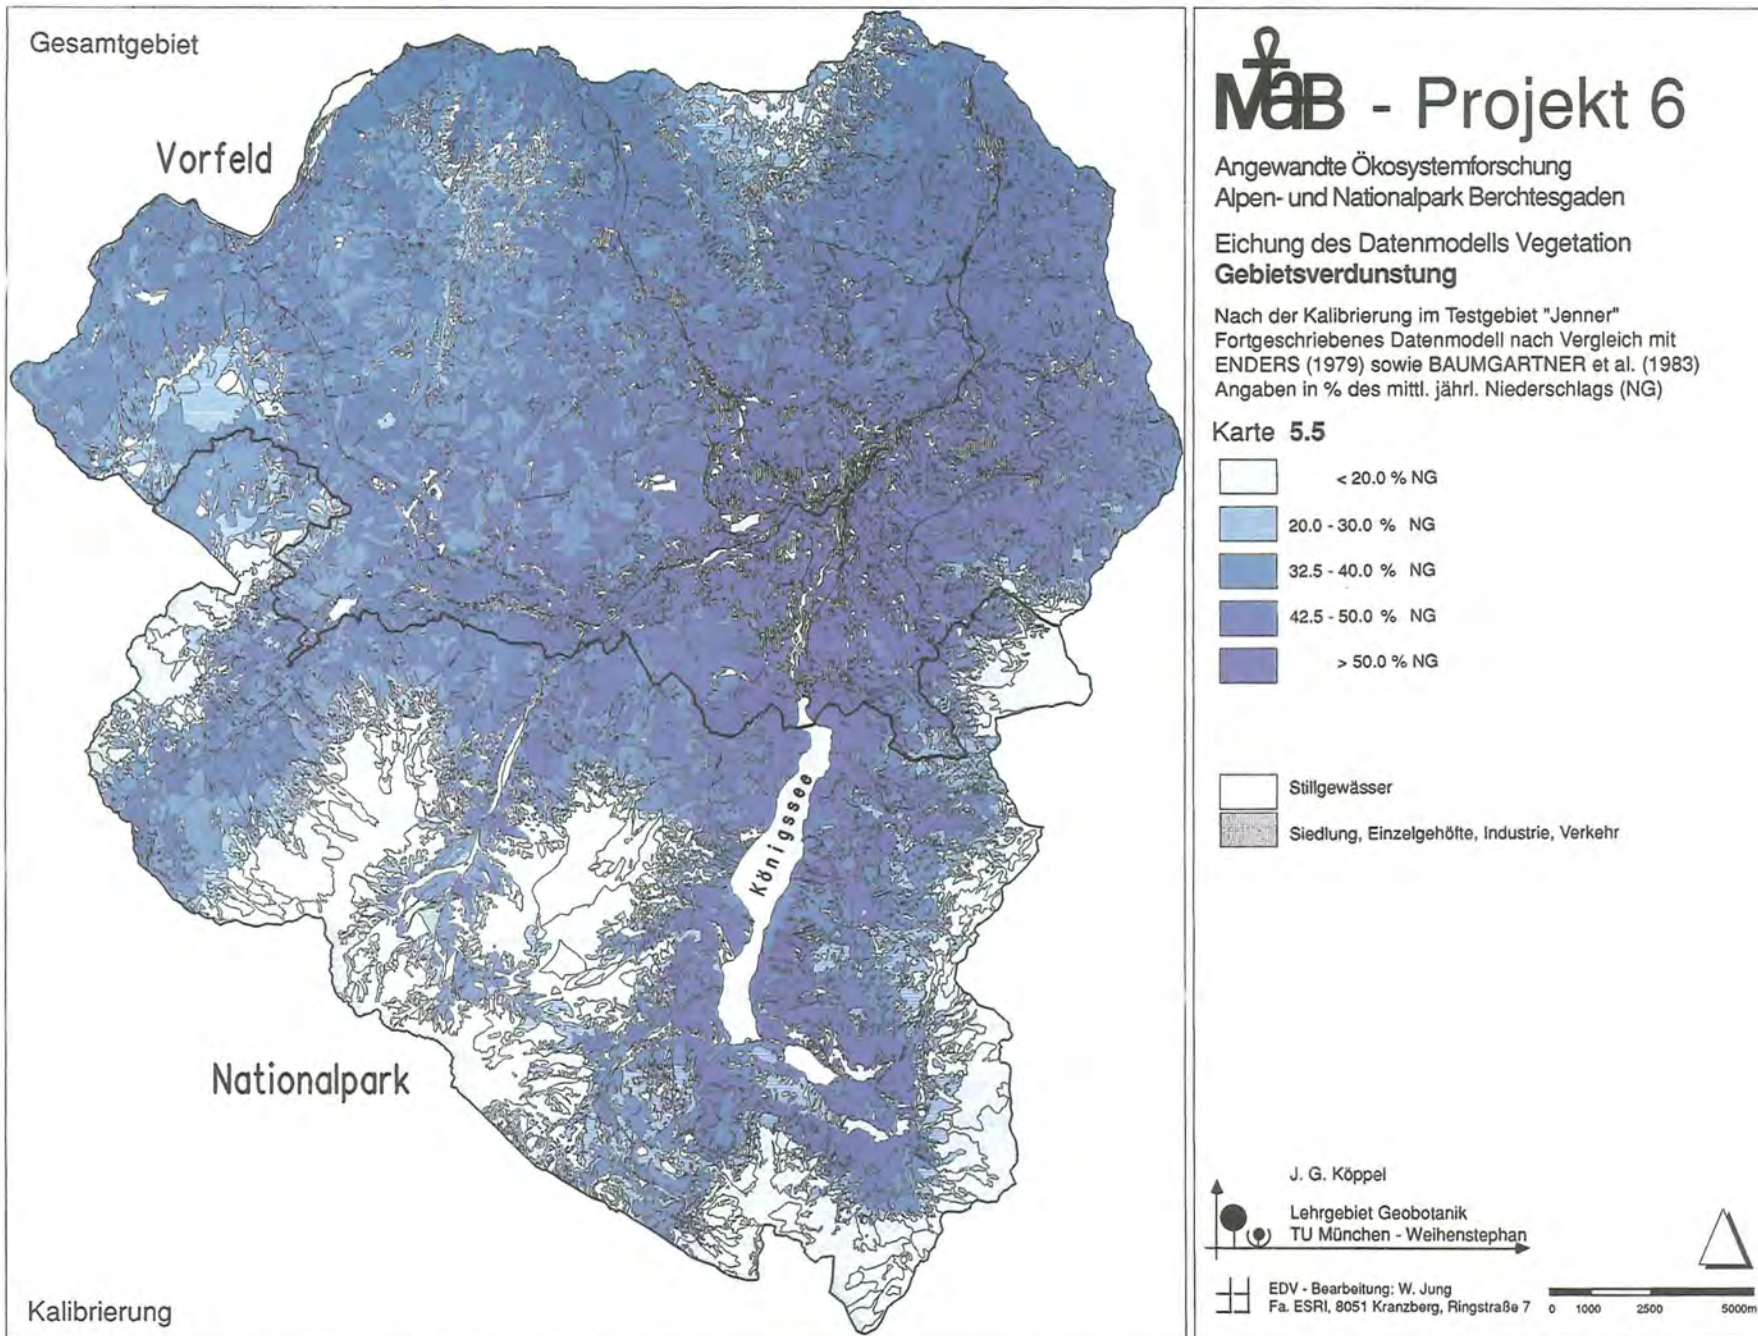 Gesamtgebiet
Vorfeld
Königssee
Nationalpark
Kalibrierung
MaB - Projekt 6
Angewandte Ökosystemforschung
Alpen- und Nationalpark Berchtesgaden
Eichung des Datenmodells Vegetation
Gebietsverdunstung
Nach der Kalibrierung im Testgebiet "Jenner"
Fortgeschriebenes Datenmodell nach Vergleich mit
ENDERS (1979) sowie BAUMGARTNER et al. (1983)
Angaben in % des mittl. jährl. Niederschlags (NG)
Karte 5.5
< 20.0 % NG
20.0 - 30.0 % NG
32.5 - 40.0 % NG
42.5 - 50.0 % NG
> 50.0 % NG
Stillgewässer
Siedlung, Einzelgehöfte, Industrie, Verkehr
J. G. Köppel
Lehrgebiet Geobotanik
TU München - Weihenstephan
EDV - Bearbeitung: W. Jung
Fa. ESRI, 8051 Kranzberg, Ringstraße 7
0 1000 2500 5000m